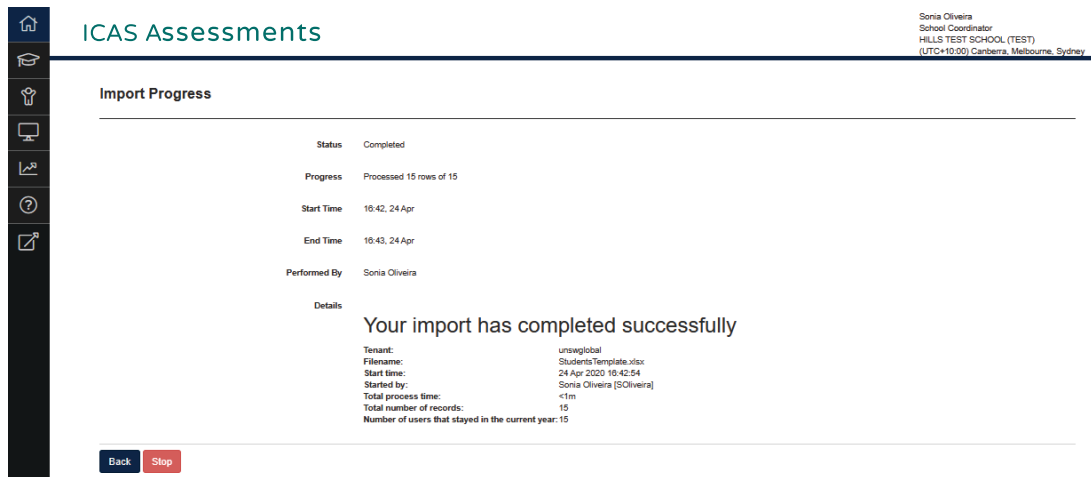 ICAS Assessments
Sonia Oliveira
School Coordinator
HILLS TEST SCHOOL (TEST)
(UTC+10:00) Canberra, Melbourne, Sydney
Import Progress
Status Completed
Progress Processed 15 rows of 15
Start Time 16:42, 24 Apr
End Time 16:43, 24 Apr
Performed By Sonia Oliveira
Details
Your import has completed successfully
Tenant: unswglobal
Filename: StudentsTemplate.xlsx
Start time: 24 Apr 2020 16:42:54
Started by: Sonia Oliveira [SOliveira]
Total process time: <1m
Total number of records: 15
Number of users that stayed in the current year: 15
Back Stop